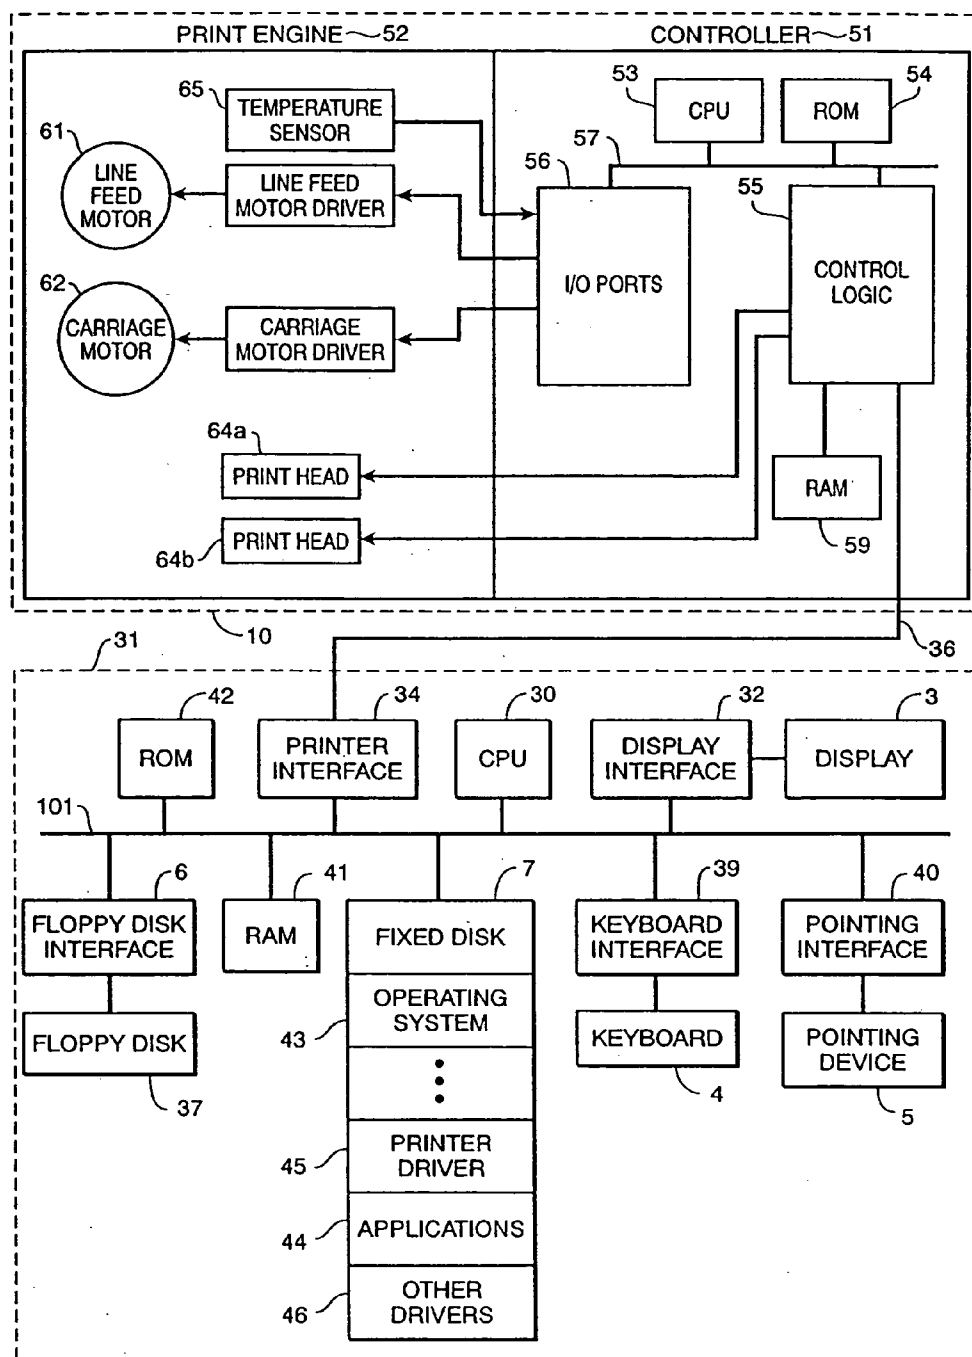 PRINT ENGINE 52
CONTROLLER 51
65
TEMPERATURE
SENSOR
53
CPU
ROM
54
61
LINE
FEED
MOTOR
LINE FEED
MOTOR DRIVER
56
57
55
I/O PORTS
CONTROL
LOGIC
62
CARRIAGE
MOTOR
CARRIAGE
MOTOR DRIVER
64a
PRINT HEAD
RAM
59
PRINT HEAD
64b
10
36
31
42
34
30
32
3
ROM
PRINTER
INTERFACE
CPU
DISPLAY
INTERFACE
DISPLAY
101
6
41
7
39
40
FLOPPY DISK
INTERFACE
RAM
FIXED DISK
KEYBOARD
INTERFACE
POINTING
INTERFACE
OPERATING
SYSTEM
43
FLOPPY DISK
37
KEYBOARD
4
POINTING
DEVICE
5
PRINTER
DRIVER
45
APPLICATIONS
44
OTHER
DRIVERS
46